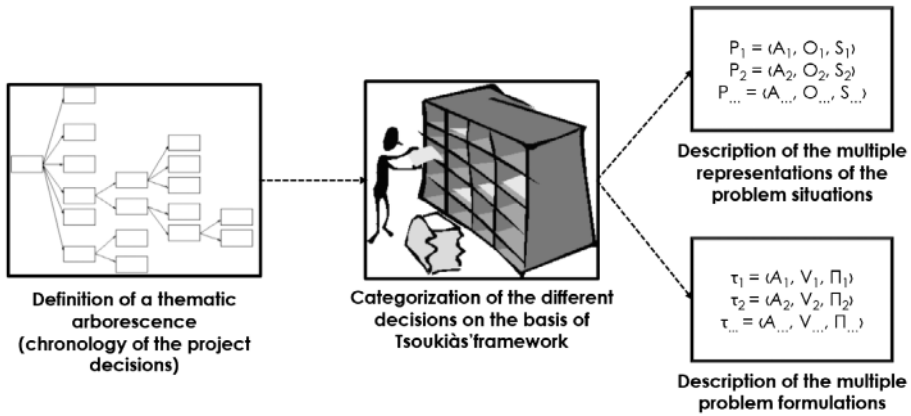 Definition of a thematic
arborescence
(chronology of the project
decisions)
Categorization of the different
decisions on the basis of
Tsoukiàs'framework
P₁ = ⟨A₁, O₁, S₁⟩
P₂ = ⟨A₂, O₂, S₂⟩
P... = ⟨A..., O..., S...⟩
Description of the multiple
representations of the
problem situations
τ₁ = ⟨A₁, V₁, Π₁⟩
τ₂ = ⟨A₂, V₂, Π₂⟩
τ... = ⟨A..., V..., Π...⟩
Description of the multiple
problem formulations